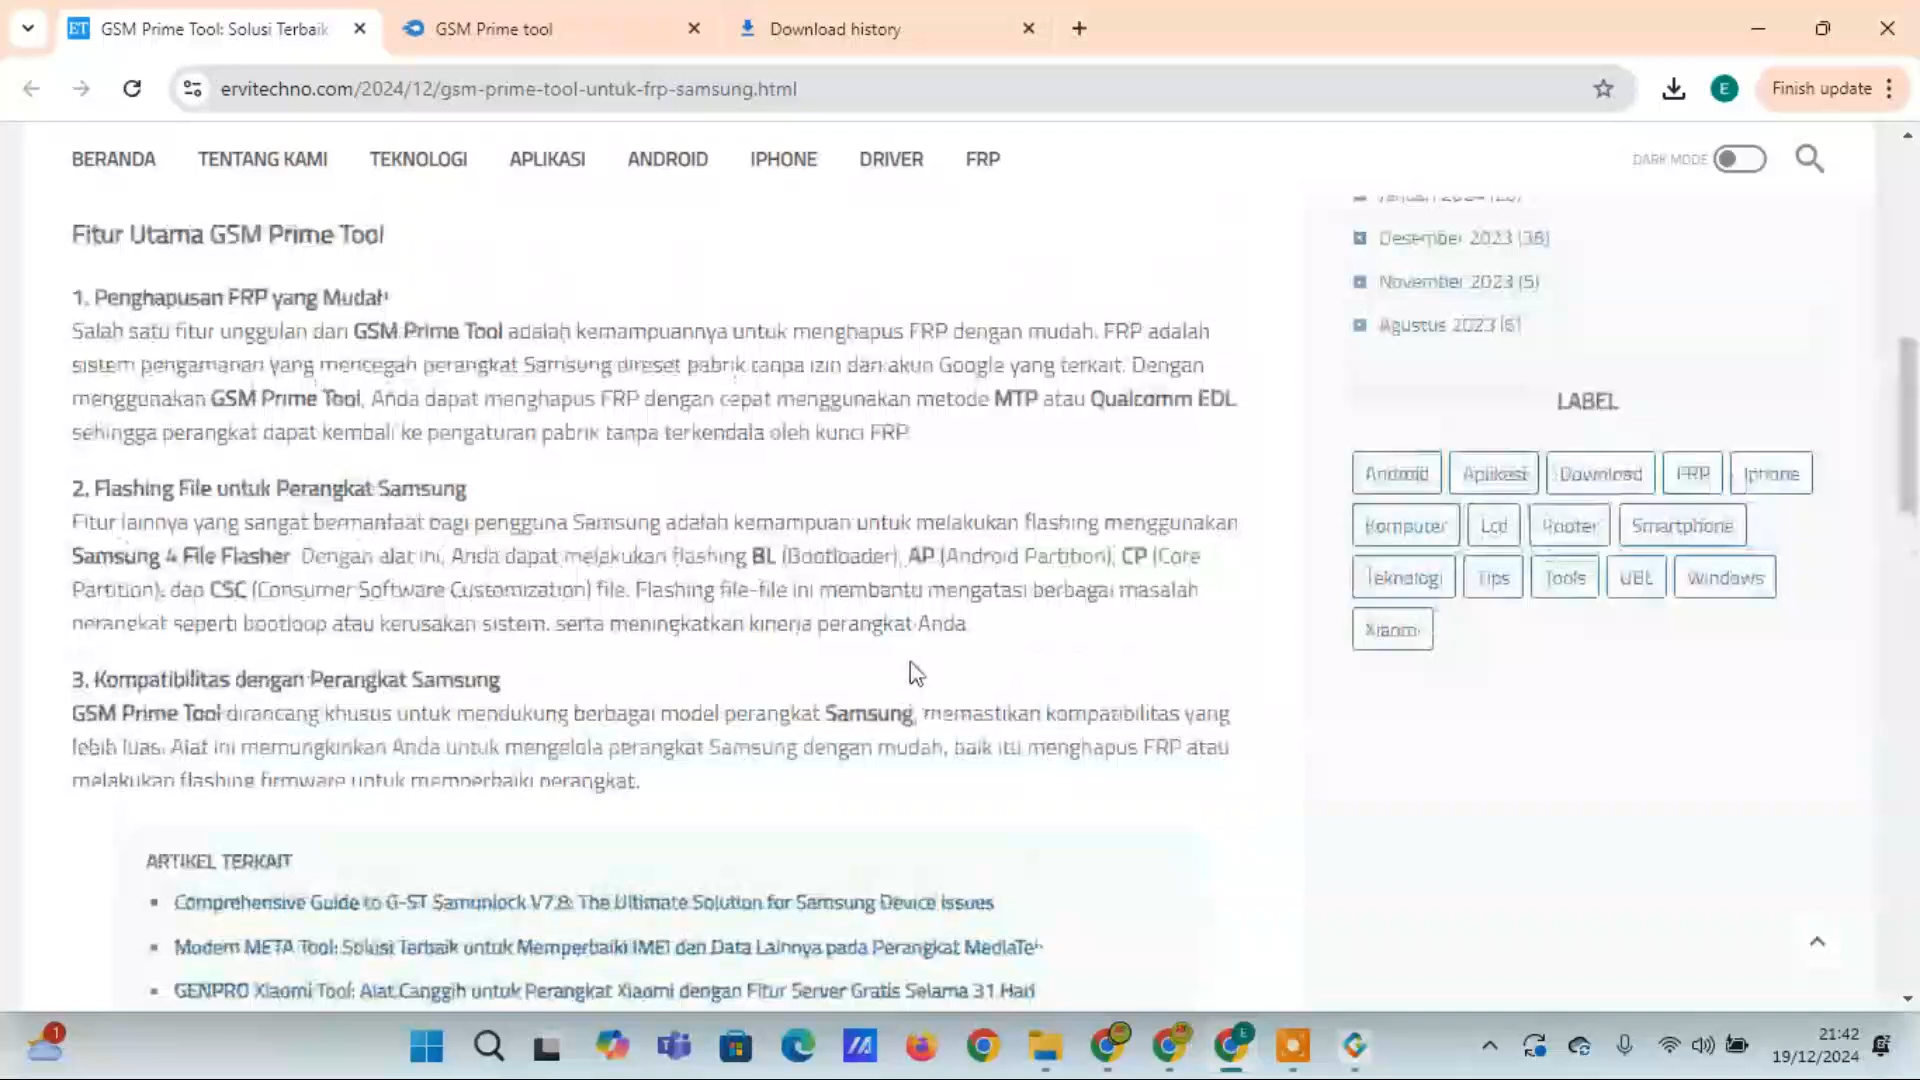 GSM Prime Tool: Solusi Terbaik
GSM Prime tool
Download history
ervitechno.com/2024/12/gsm-prime-tool-untuk-frp-samsung.html
E
Finish update
BERANDA
TENTANG KAMI
TEKNOLOGI
APLIKASI
ANDROID
IPHONE
DRIVER
FRP
DARK MODE
Fitur Utama GSM Prime Tool
1. Penghapusan FRP yang Mudah
Salah satu fitur unggulan dari GSM Prime Tool adalah kemampuannya untuk menghapus FRP dengan mudah. FRP adalah
sistem pengamanan yang mencegah perangkat Samsung direset pabrik tanpa izin dari akun Google yang terkait. Dengan
menggunakan GSM Prime Tool, Anda dapat menghapus FRP dengan cepat menggunakan metode MTP atau Qualcomm EDL
sehingga perangkat dapat kembali ke pengaturan pabrik tanpa terkendala oleh kunci FRP
2. Flashing File untuk Perangkat Samsung
Fitur lainnya yang sangat bermanfaat bagi pengguna Samsung adalah kemampuan untuk melakukan flashing menggunakan
Samsung 4 File Flasher Dengan alat ini, Anda dapat melakukan flashing BL (Bootloader), AP (Android Partition), CP (Core
Partition), dan CSC (Consumer Software Customization) file. Flashing file-file ini membantu mengatasi berbagai masalah
perangkat seperti bootloop atau kerusakan sistem, serta meningkatkan kinerja perangkat Anda
3. Kompatibilitas dengan Perangkat Samsung
GSM Prime Tool dirancang khusus untuk mendukung berbagai model perangkat Samsung, memastikan kompatibilitas yang
lebih luas. Alat ini memungkinkan Anda untuk mengelola perangkat Samsung dengan mudah, baik itu menghapus FRP atau
melakukan flashing firmware untuk memperbaiki perangkat.
ARTIKEL TERKAIT
Comprehensive Guide to G-ST Samunlock V7.8: The Ultimate Solution for Samsung Device Issues
Modem META Tool: Solusi Terbaik untuk Memperbaiki IMEI dan Data Lainnya pada Perangkat MediaTek
GENPRO Xiaomi Tool: Alat Canggih untuk Perangkat Xiaomi dengan Fitur Server Gratis Selama 31 Hari
Desember 2023 (38)
November 2023 (5)
Agustus 2023 (6)
LABEL
Android
Aplikasi
Download
FRP
Iphone
Komputer
Lcd
Rooter
Smartphone
Teknologi
Tips
Tools
UBL
Windows
Xiaomi
1
21:42
19/12/2024